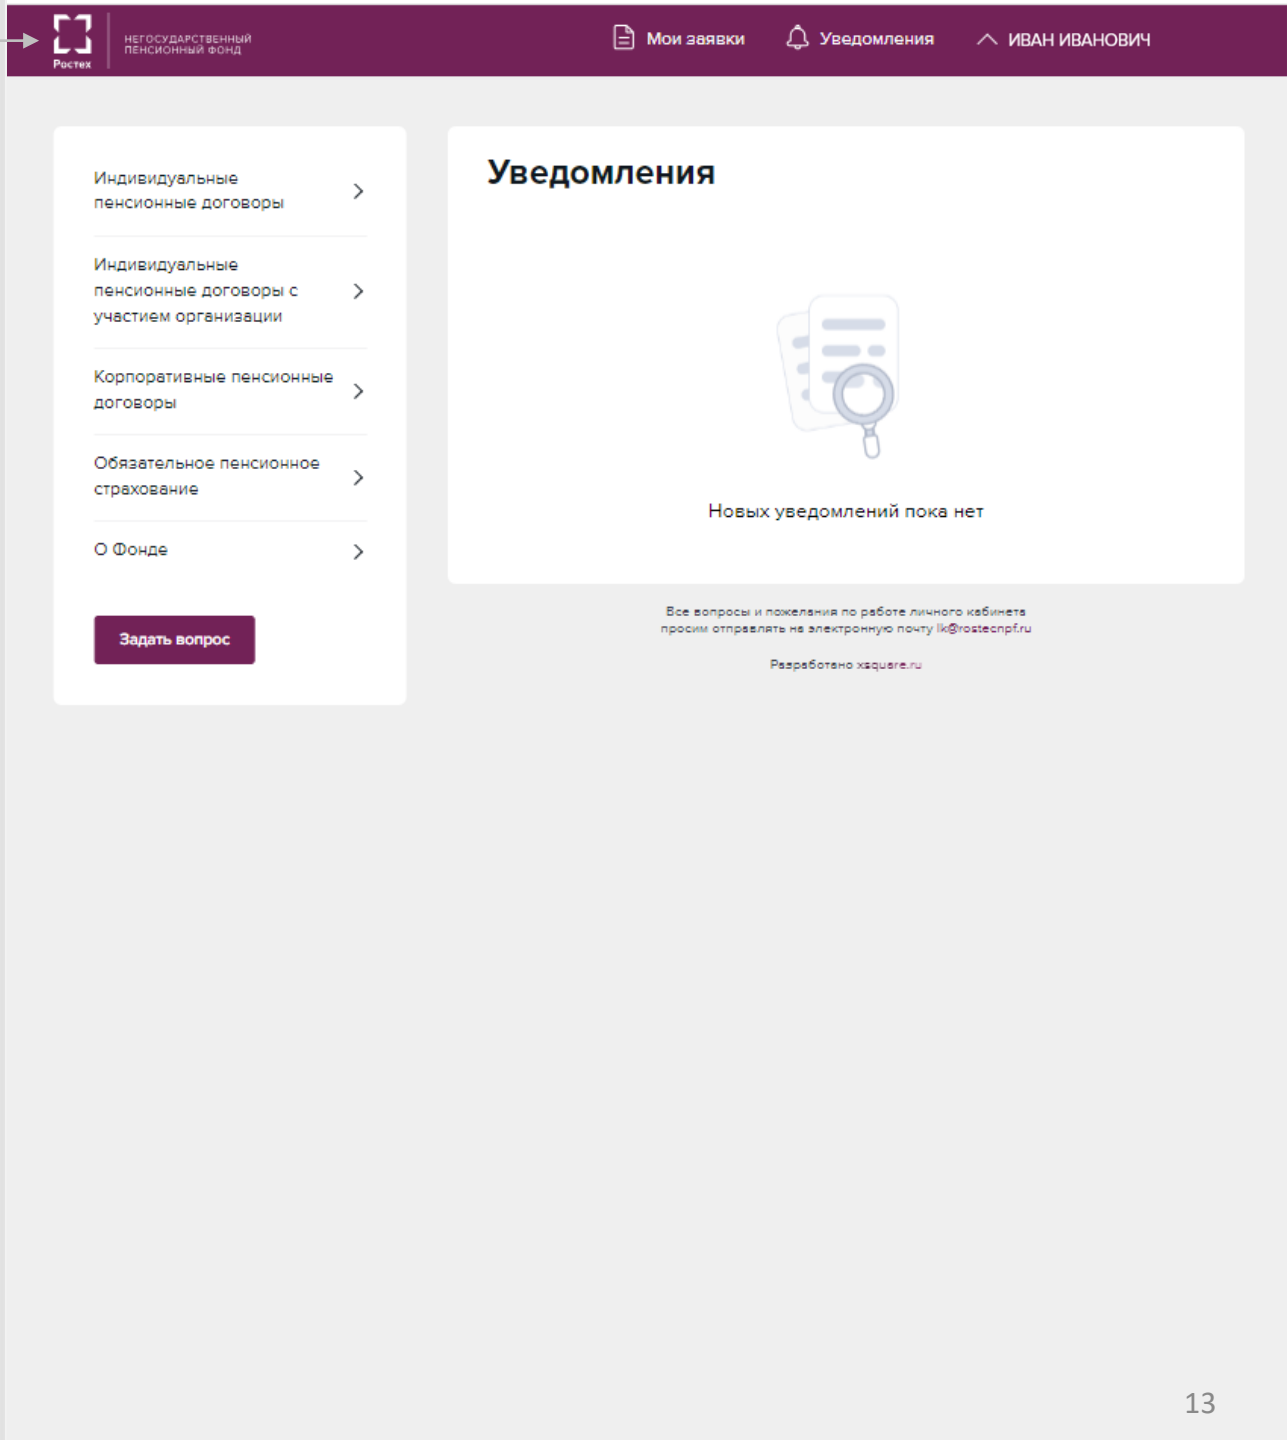 Ростех
НЕГОСУДАРСТВЕННЫЙ
ПЕНСИОННЫЙ ФОНД
Мои заявки
Уведомления
ИВАН ИВАНОВИЧ
Индивидуальные
пенсионные договоры
Индивидуальные
пенсионные договоры с
участием организации
Корпоративные пенсионные
договоры
Обязательное пенсионное
страхование
О Фонде
Задать вопрос
Уведомления
Новых уведомлений пока нет
Все вопросы и пожелания по работе личного кабинета
просим отправлять на электронную почту lk@rostecnpf.ru
Разработано xsquare.ru
13